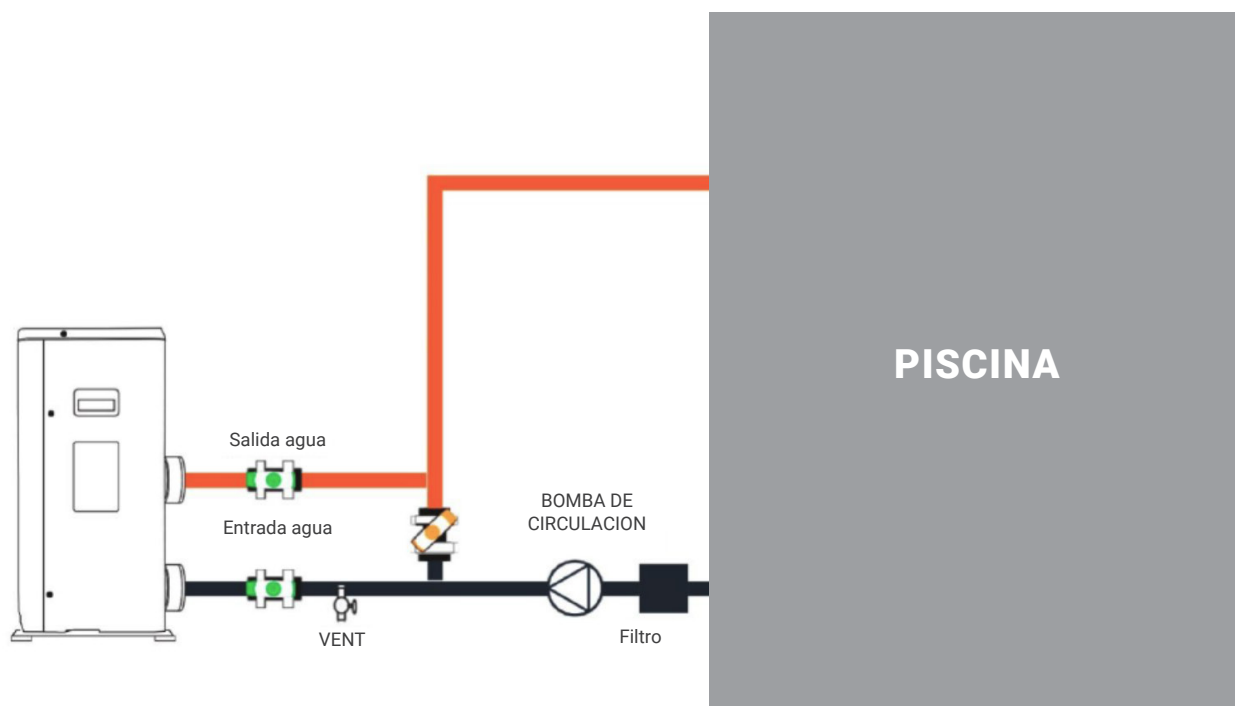 PISCINA
Salida agua
Entrada agua
BOMBA DE
CIRCULACION
VENT
Filtro